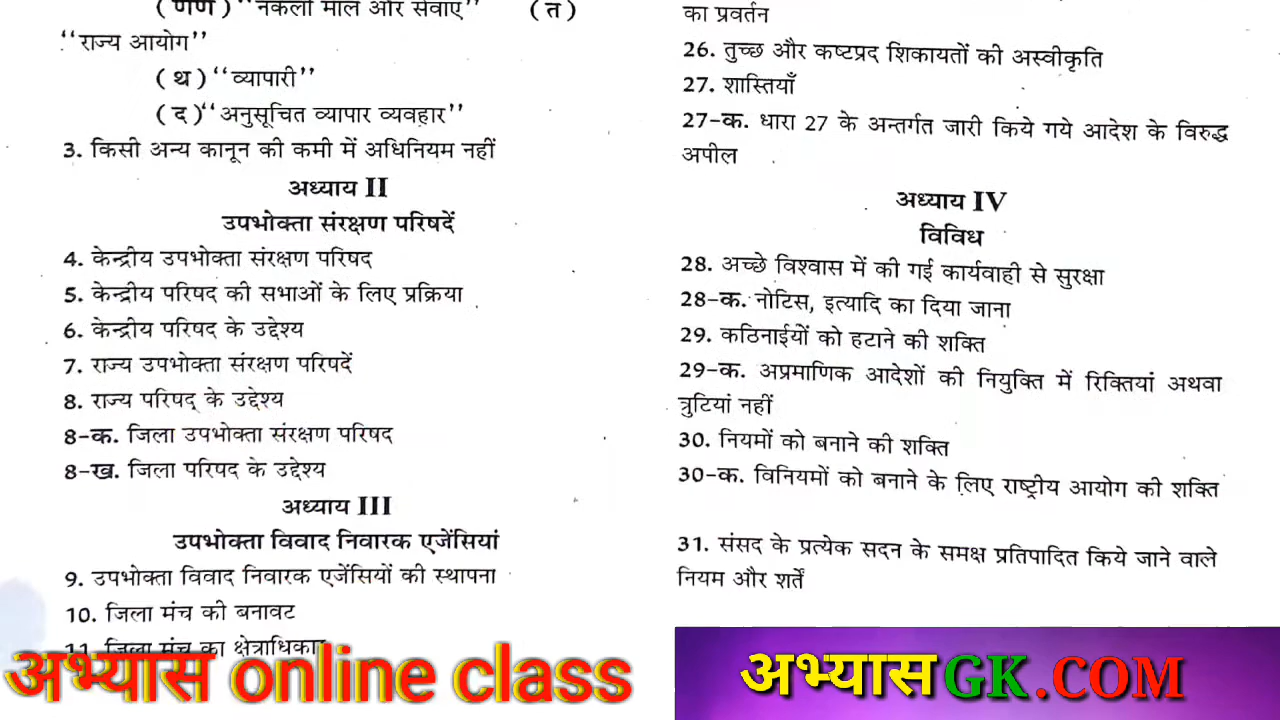 (णण) "नकली माल और सेवाएं" (त)
"राज्य आयोग"
(थ) "व्यापारी"
(द) "अनुसूचित व्यापार व्यवहार"
3. किसी अन्य कानून की कमी में अधिनियम नहीं
अध्याय II
उपभोक्ता संरक्षण परिषदें
4. केन्द्रीय उपभोक्ता संरक्षण परिषद
5. केन्द्रीय परिषद की सभाओं के लिए प्रक्रिया
6. केन्द्रीय परिषद के उद्देश्य
7. राज्य उपभोक्ता संरक्षण परिषदें
8. राज्य परिषद् के उद्देश्य
8-क. जिला उपभोक्ता संरक्षण परिषद
8-ख. जिला परिषद के उद्देश्य
अध्याय III
उपभोक्ता विवाद निवारक एजेंसियां
9. उपभोक्ता विवाद निवारक एजेंसियों की स्थापना
10. जिला मंच की बनावट
11. जिला मंच का क्षेत्राधिकार
का प्रवर्तन
26. तुच्छ और कष्टप्रद शिकायतों की अस्वीकृति
27. शास्तियाँ
27-क. धारा 27 के अन्तर्गत जारी किये गये आदेश के विरुद्ध
अपील
अध्याय IV
विविध
28. अच्छे विश्वास में की गई कार्यवाही से सुरक्षा
28-क. नोटिस, इत्यादि का दिया जाना
29. कठिनाईयों को हटाने की शक्ति
29-क. अप्रमाणिक आदेशों की नियुक्ति में रिक्तियां अथवा
त्रुटियां नहीं
30. नियमों को बनाने की शक्ति
30-क. विनियमों को बनाने के लिए राष्ट्रीय आयोग की शक्ति
31. संसद के प्रत्येक सदन के समक्ष प्रतिपादित किये जाने वाले
नियम और शर्तें
अभ्यास online class
अभ्यास GK.COM